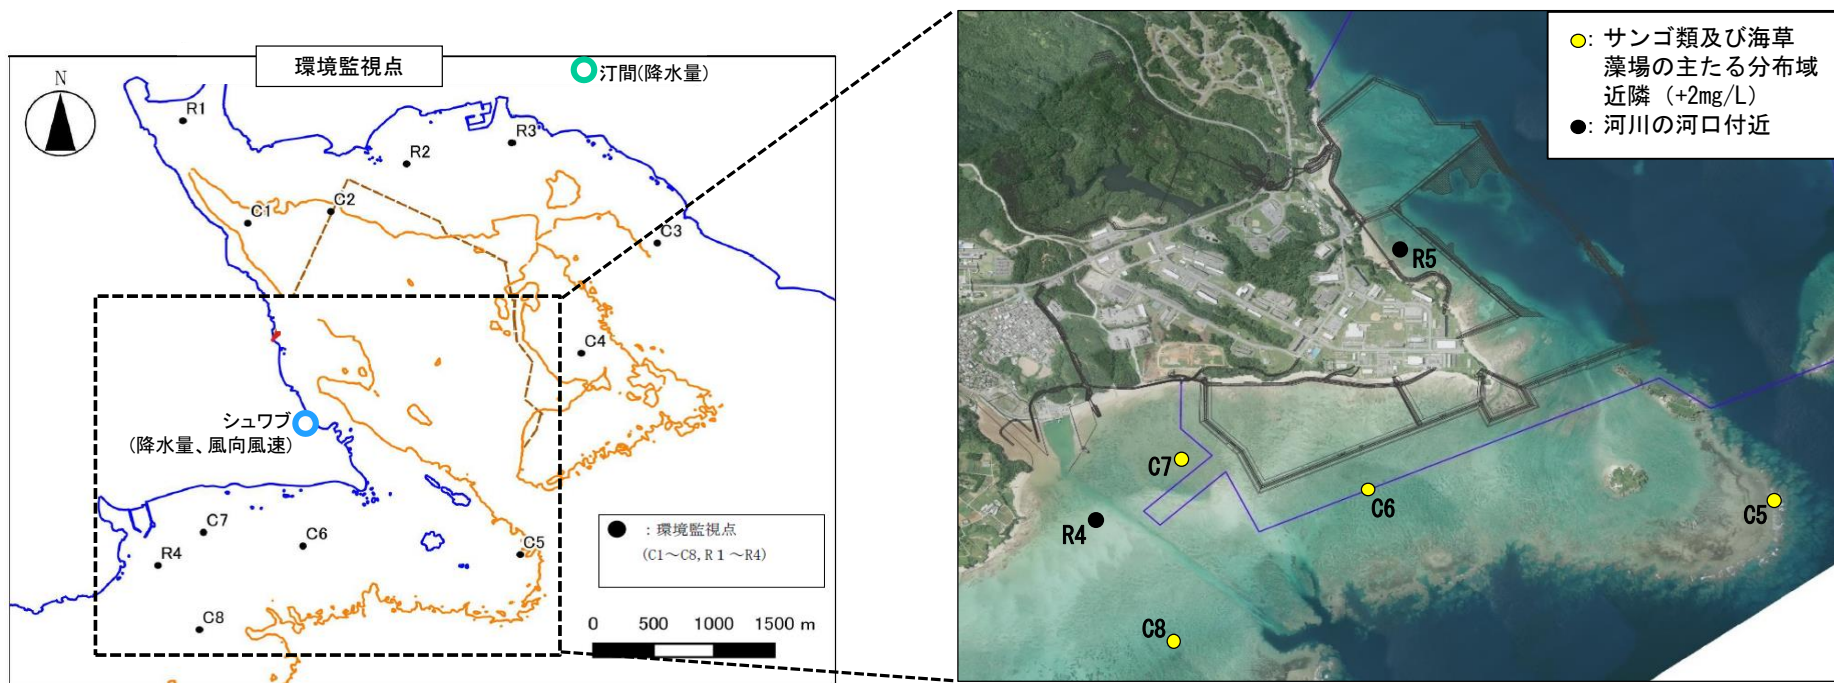 環境監視点
N
汀間(降水量)
R1
R2
R3
C1
C2
C3
C4
シュワブ
(降水量、風向風速)
C7
C6
C5
R4
C8
● : 環境監視点
(C1～C8,R１～R4)
0 500 1000 1500 m
●: サンゴ類及び海草
藻場の主たる分布域
近隣 (+2mg/L)
●: 河川の河口付近
R5
C7
C6
C5
R4
C8